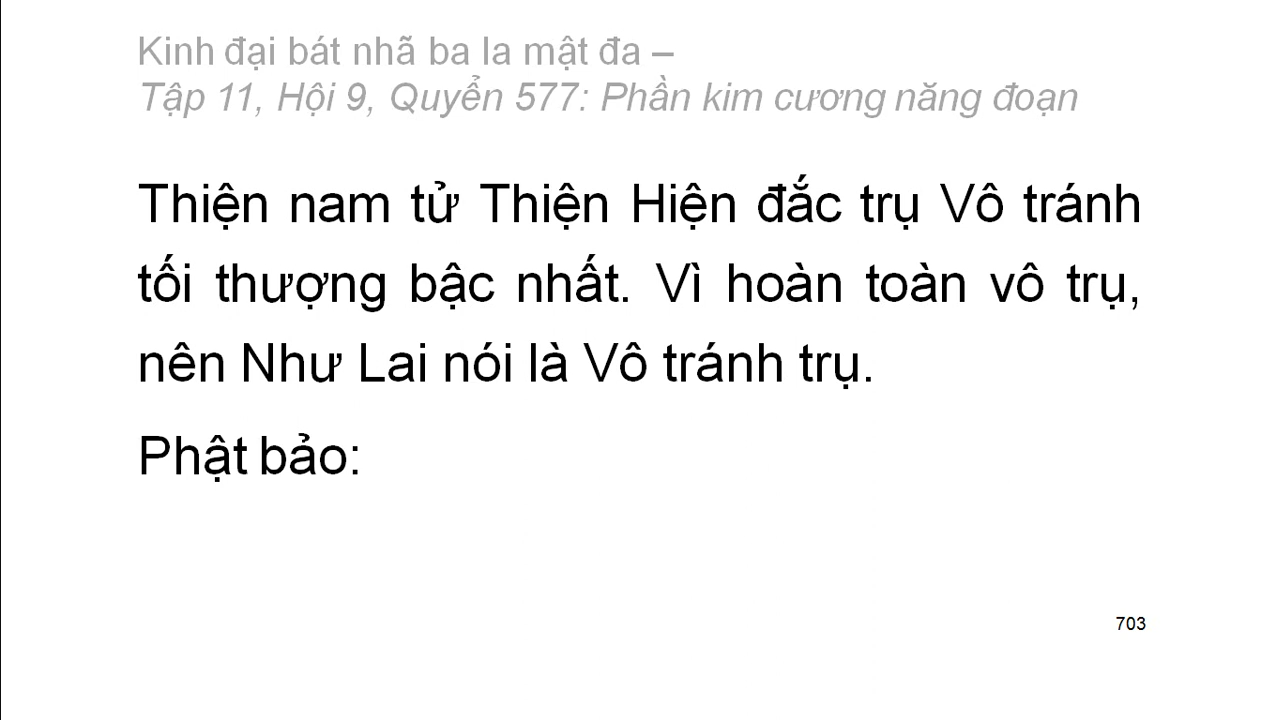 Kinh đại bát nhã ba la mật đa –
Tập 11, Hội 9, Quyển 577: Phần kim cương năng đoạn
Thiện nam tử Thiện Hiện đắc trụ Vô tránh
tối thượng bậc nhất. Vì hoàn toàn vô trụ,
nên Như Lai nói là Vô tránh trụ.
Phật bảo:
703